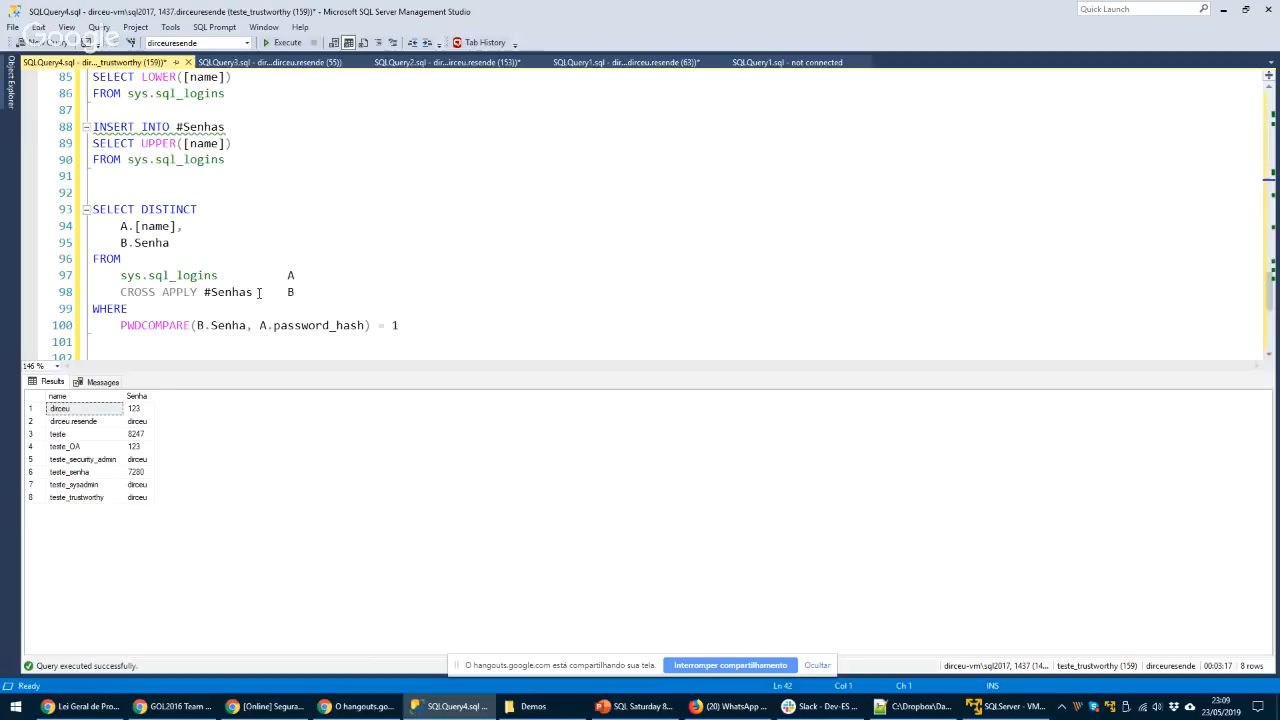 SQLQuery4.sql - dirceu-vm\sql2017, 1437.dirceuresende (teste_trustworthy (159))* - Microsoft SQL Server Management Studio
Quick Launch
File Edit View Query Project Tools SQL Prompt Window Help
Google
dirceuresende
Execute
Tab History
SQLQuery4.sql - dir..._trustworthy (159))*
SQLQuery3.sql - dir...dirceu.resende (55))
SQLQuery2.sql - dir...irceu.resende (153))*
SQLQuery1.sql - dir...dirceu.resende (63))*
SQLQuery1.sql - not connected
Object Explorer
85 SELECT LOWER([name])
86 FROM sys.sql_logins
87
88 INSERT INTO #Senhas
89 SELECT UPPER([name])
90 FROM sys.sql_logins
91
92
93 SELECT DISTINCT
94 A.[name],
95 B.Senha
96 FROM
97 sys.sql_logins A
98 CROSS APPLY #Senhas B
99 WHERE
100 PWDCOMPARE(B.Senha, A.password_hash) = 1
101
102
146 %
Results Messages
name Senha
1 dirceu 123
2 dirceu.resende dirceu
3 teste 8247
4 teste_OA 123
5 teste_security_admin dirceu
6 teste_senha 7280
7 teste_sysadmin dirceu
8 teste_trustworthy dirceu
Query executed successfully.
O hangouts.google.com está compartilhando sua tela.
Interromper compartilhamento
Ocultar
dirceu-vm\sql2017, 1437 (14...
teste_trustworthy (159)
dirceuresende
00:03:17
8 rows
Ready
Ln 42
Col 1
Ch 1
INS
Lei Geral de Pro...
GOL2016 Team ...
[Online] Segura...
O hangouts.goo...
SQLQuery4.sql ...
Demos
SQL Saturday 8...
(20) WhatsApp ...
Slack - Dev-ES ...
C:\Dropbox\Da...
SQLServer - VM...
23:09
23/05/2019